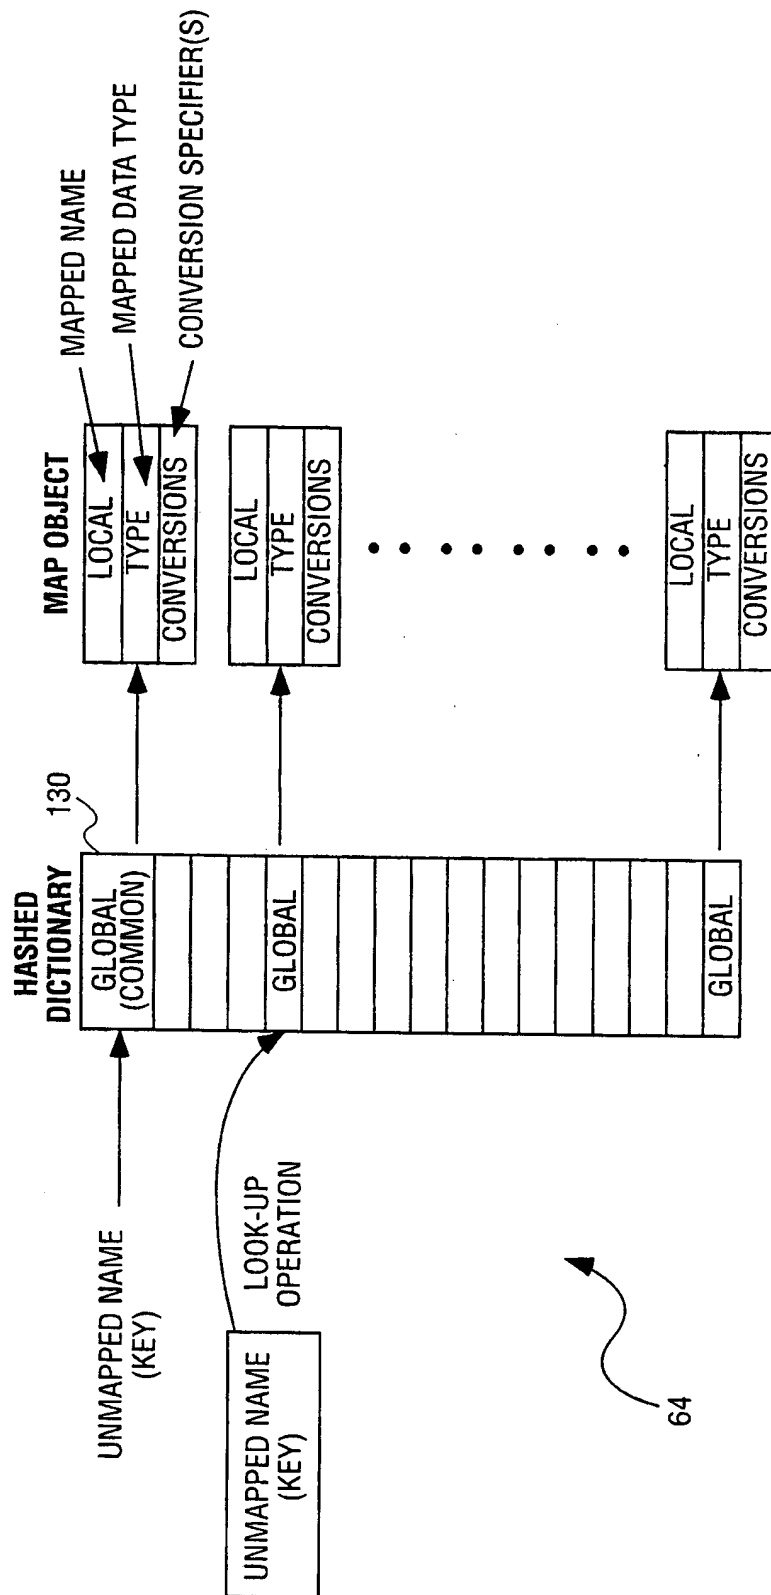 HASHED
DICTIONARY
MAP OBJECT
130
MAPPED NAME
MAPPED DATA TYPE
CONVERSION SPECIFIER(S)
UNMAPPED NAME
(KEY)
GLOBAL
(COMMON)
LOCAL
TYPE
CONVERSIONS
UNMAPPED NAME
(KEY)
LOOK-UP
OPERATION
GLOBAL
LOCAL
TYPE
CONVERSIONS
GLOBAL
LOCAL
TYPE
CONVERSIONS
64